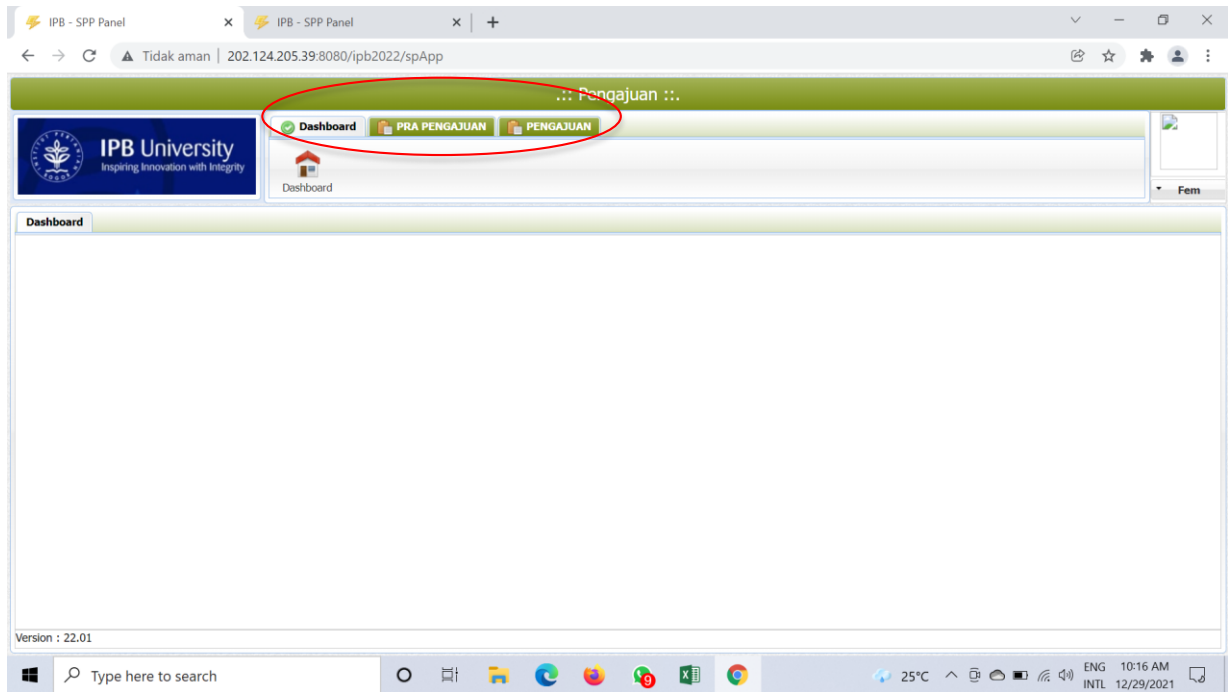 IPB - SPP Panel
IPB - SPP Panel
Tidak aman | 202.124.205.39:8080/ipb2022/spApp
.:: Pengajuan ::.
IPB University
Inspiring Innovation with Integrity
Dashboard
PRA PENGAJUAN
PENGAJUAN
Dashboard
Fem
Dashboard
Version : 22.01
Type here to search
9
25°C
ENG
INTL
10:16 AM
12/29/2021